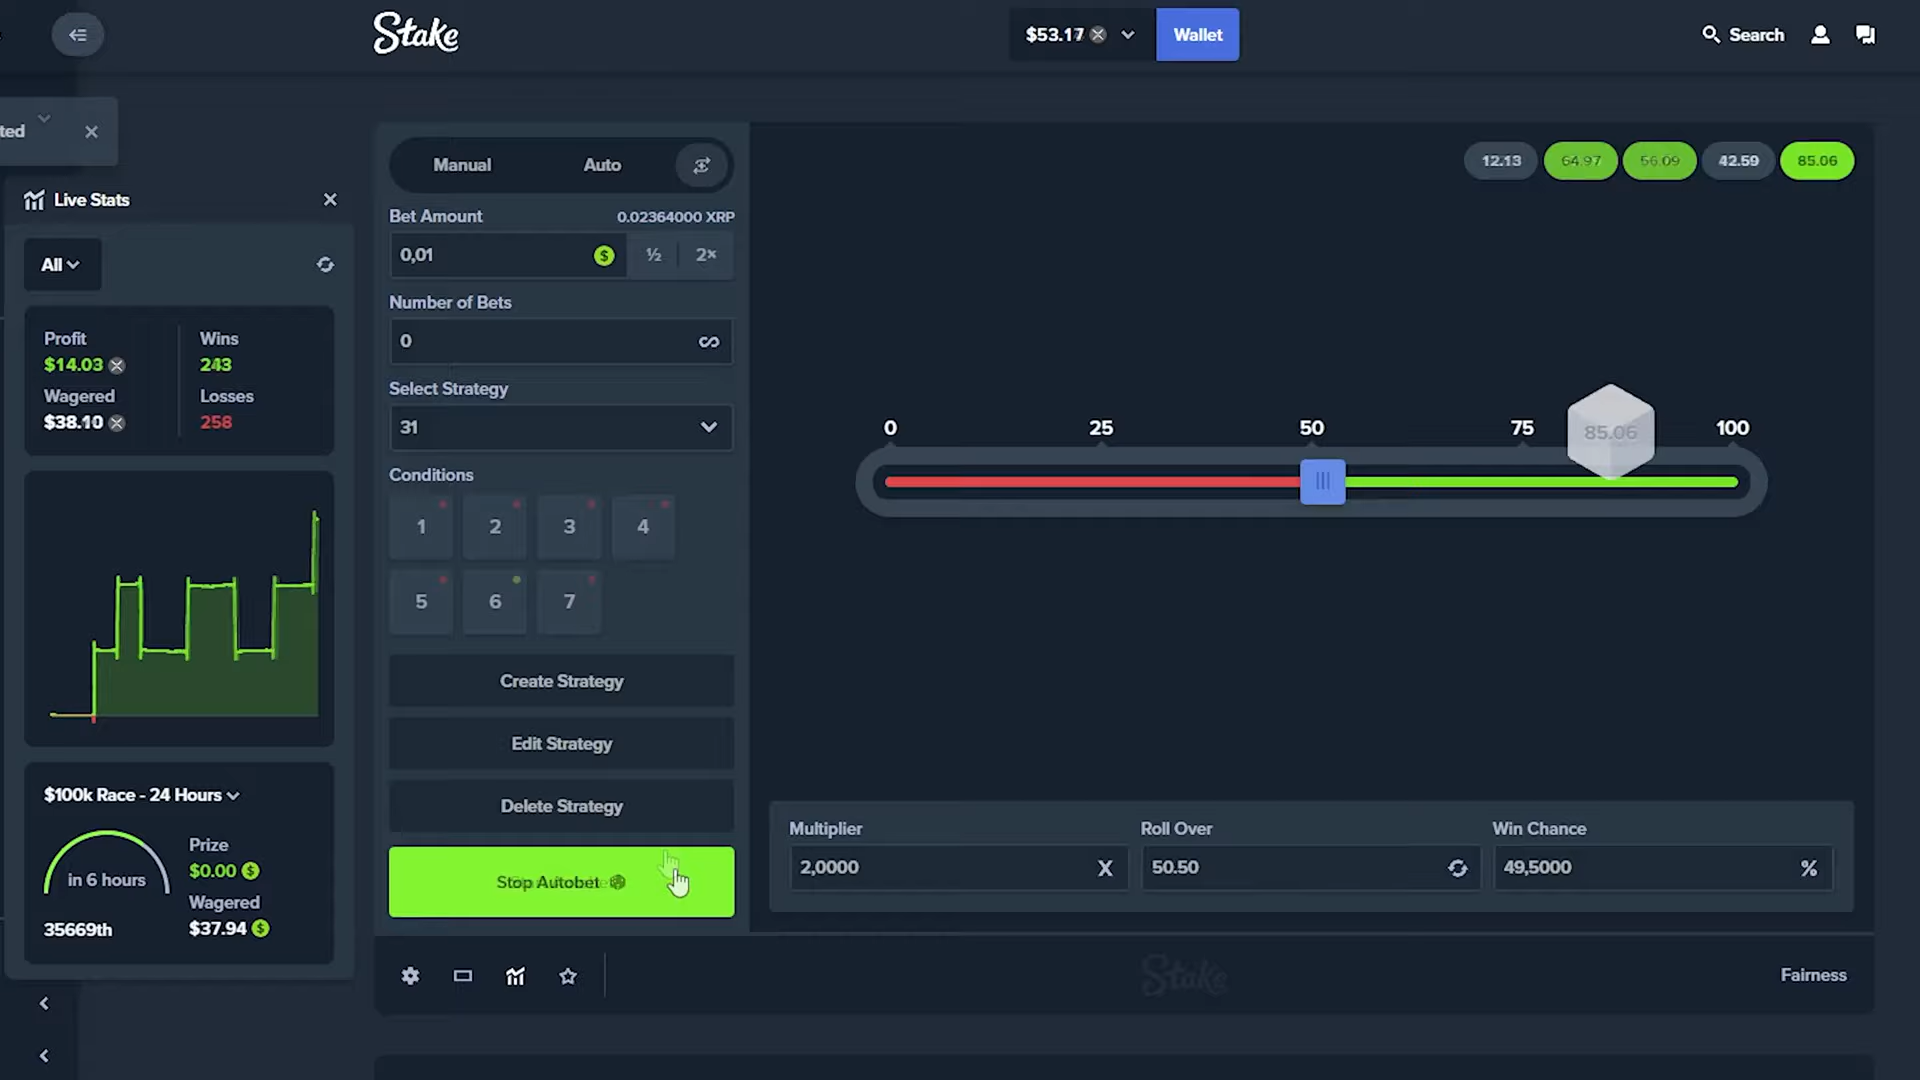 Stake
$53.17
Wallet
Search
ted
Live Stats
All
Profit
$14.03
Wins
243
Wagered
$38.10
Losses
258
$100k Race - 24 Hours
in 6 hours
35669th
Prize
$0.00
Wagered
$37.94
Manual
Auto
Bet Amount
0.02364000 XRP
0,01
½
2×
Number of Bets
0
Select Strategy
31
Conditions
1 2 3 4
5 6 7
Create Strategy
Edit Strategy
Delete Strategy
Stop Autobet
12.13 64.97 56.09 42.59 85.06
0 25 50 75 100
85.06
Multiplier
2,0000
Roll Over
50.50
Win Chance
49,5000 %
Stake
Fairness